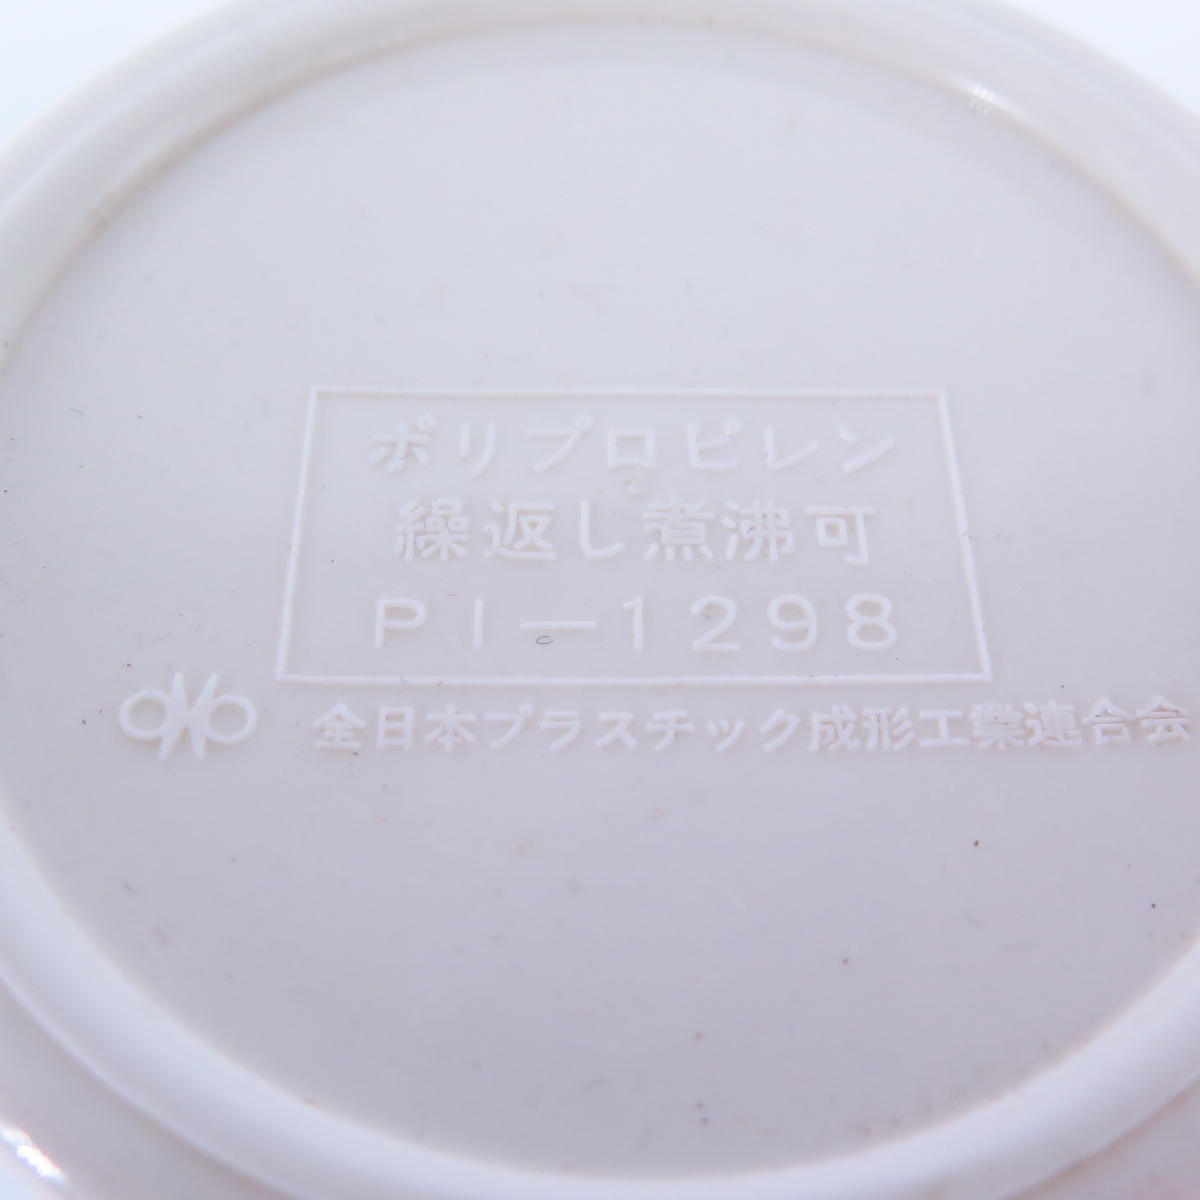 ポリプロピレン
繰返し煮沸可
PI-1298
全日本プラスチック成形工業連合会